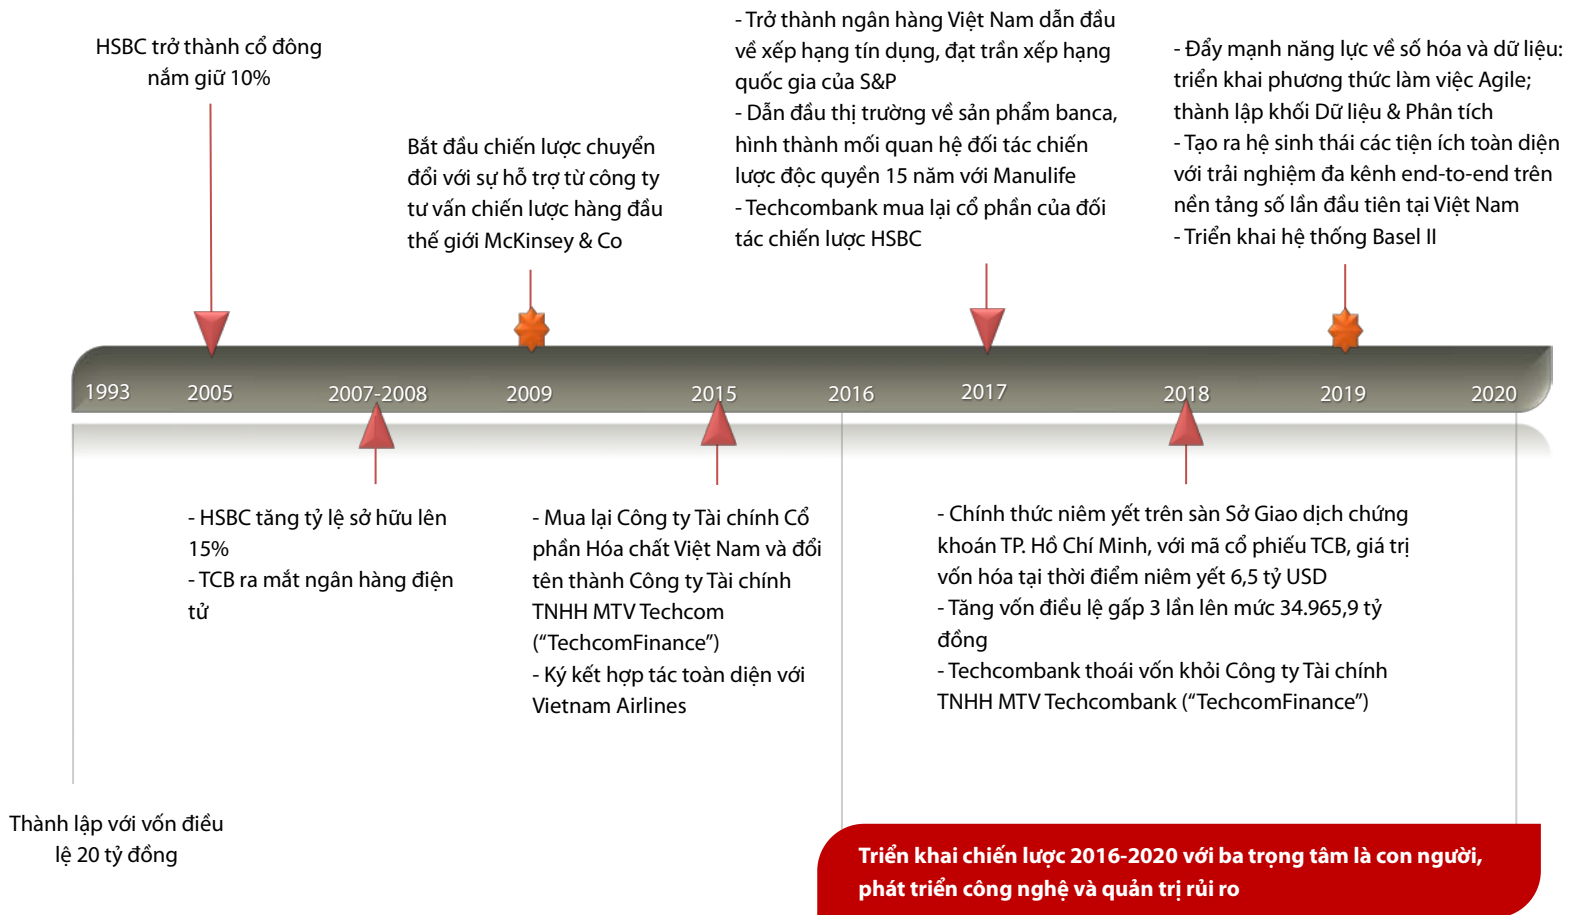 HSBC trở thành cổ đông
nắm giữ 10%
Bắt đầu chiến lược chuyển
đổi với sự hỗ trợ từ công ty
tư vấn chiến lược hàng đầu
thế giới McKinsey & Co
- Trở thành ngân hàng Việt Nam dẫn đầu
về xếp hạng tín dụng, đạt trần xếp hạng
quốc gia của S&P
- Dẫn đầu thị trường về sản phẩm banca,
hình thành mối quan hệ đối tác chiến
lược độc quyền 15 năm với Manulife
- Techcombank mua lại cổ phần của đối
tác chiến lược HSBC
- Đẩy mạnh năng lực về số hóa và dữ liệu:
triển khai phương thức làm việc Agile;
thành lập khối Dữ liệu & Phân tích
- Tạo ra hệ sinh thái các tiện ích toàn diện
với trải nghiệm đa kênh end-to-end trên
nền tảng số lần đầu tiên tại Việt Nam
- Triển khai hệ thống Basel II
1993 2005 2007-2008 2009 2015 2016 2017 2018 2019 2020
- HSBC tăng tỷ lệ sở hữu lên
15%
- TCB ra mắt ngân hàng điện
tử
- Mua lại Công ty Tài chính Cổ
phần Hóa chất Việt Nam và đổi
tên thành Công ty Tài chính
TNHH MTV Techcom
(“TechcomFinance”)
- Ký kết hợp tác toàn diện với
Vietnam Airlines
- Chính thức niêm yết trên sàn Sở Giao dịch chứng
khoán TP. Hồ Chí Minh, với mã cổ phiếu TCB, giá trị
vốn hóa tại thời điểm niêm yết 6,5 tỷ USD
- Tăng vốn điều lệ gấp 3 lần lên mức 34.965,9 tỷ
đồng
- Techcombank thoái vốn khỏi Công ty Tài chính
TNHH MTV Techcombank (“TechcomFinance”)
Thành lập với vốn điều
lệ 20 tỷ đồng
Triển khai chiến lược 2016-2020 với ba trọng tâm là con người,
phát triển công nghệ và quản trị rủi ro